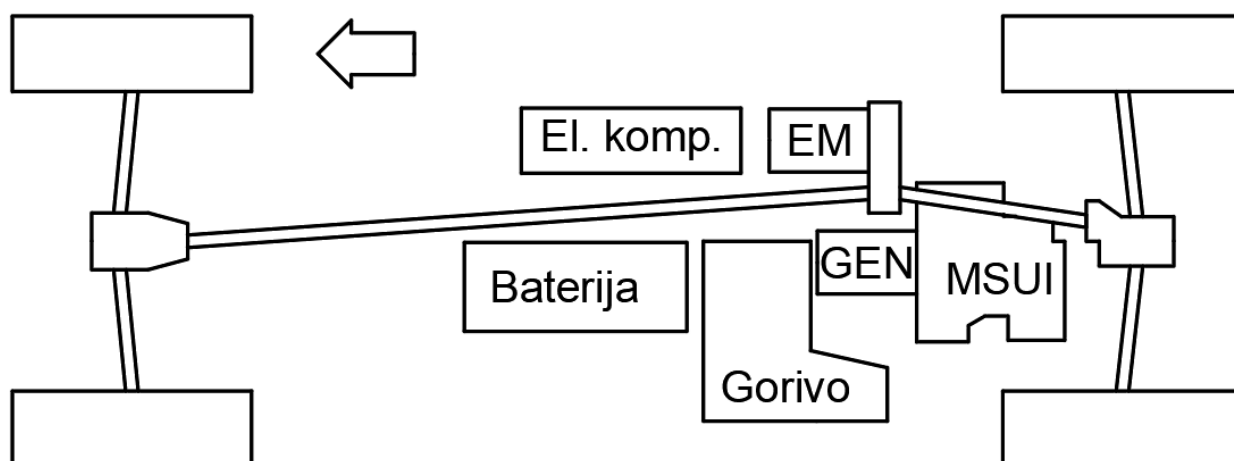 El. komp.
EM
GEN
MSUI
Baterija
Gorivo